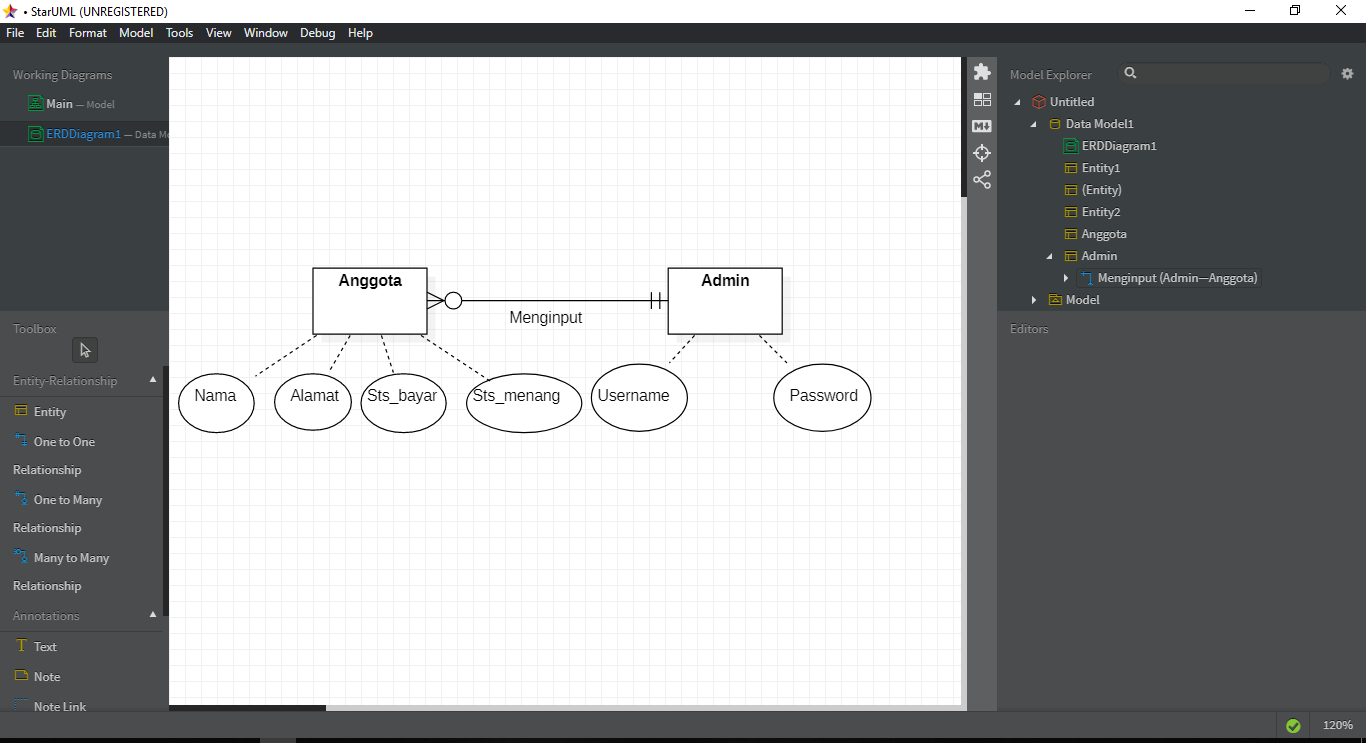 • StarUML (UNREGISTERED)
File Edit Format Model Tools View Window Debug Help
Working Diagrams
Main — Model
ERDDiagram1 — Data Mo
Toolbox
Entity-Relationship
Entity
One to One
Relationship
One to Many
Relationship
Many to Many
Relationship
Annotations
Text
Note
Note Link
Anggota
Admin
Menginput
Nama
Alamat
Sts_bayar
Sts_menang
Username
Password
Model Explorer
Untitled
Data Model1
ERDDiagram1
Entity1
(Entity)
Entity2
Anggota
Admin
Menginput (Admin—Anggota)
Model
Editors
120%